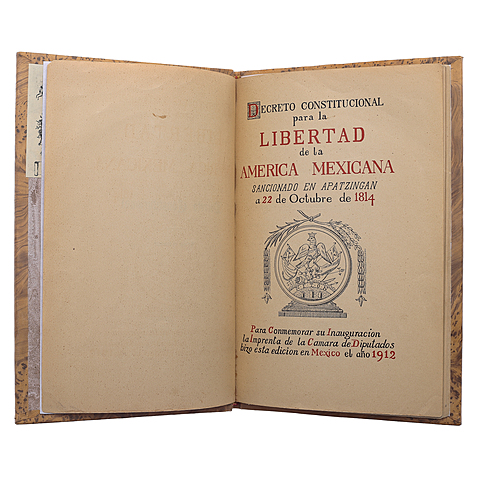 DECRETO CONSTITUCIONAL
para la
LIBERTAD
de la
AMERICA MEXICANA
SANCIONADO EN APATZINGAN
a 22 de Octubre de 1814
Para Conmemorar su Inauguracion
la Imprenta de la Camara de Diputados
hizo esta edicion en Mexico el año 1912